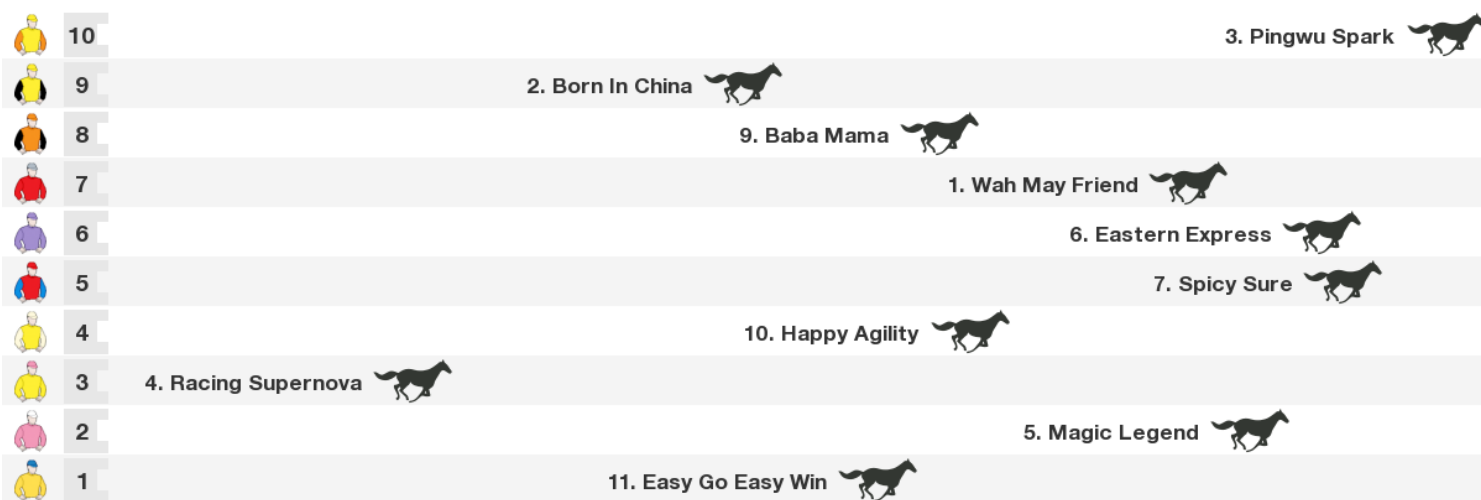 10 3. Pingwu Spark
9 2. Born In China
8 9. Baba Mama
7 1. Wah May Friend
6 6. Eastern Express
5 7. Spicy Sure
4 10. Happy Agility
3 4. Racing Supernova
2 5. Magic Legend
1 11. Easy Go Easy Win